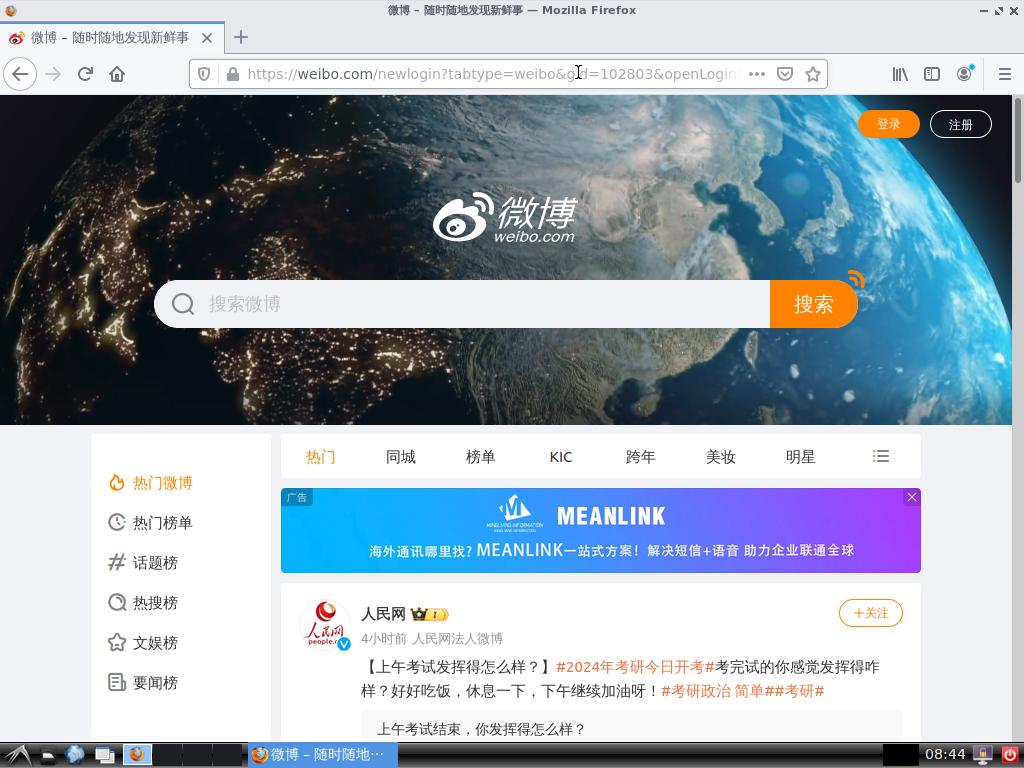 微博 – 随时随地发现新鲜事 — Mozilla Firefox
微博 – 随时随地发现新鲜事
https://weibo.com/newlogin?tabtype=weibo&gid=102803&openLogin
登录
注册
微博
weibo.com
搜索微博
搜索
热门
同城
榜单
KIC
跨年
美妆
明星
热门微博
热门榜单
话题榜
热搜榜
文娱榜
要闻榜
广告
MINGLIANG INFORMATION
MEANLINK
海外通讯哪里找? MEANLINK一站式方案！解决短信+语音 助力企业联通全球
人民网
people.c
人民网
I
+关注
4小时前 人民网法人微博
【上午考试发挥得怎么样？】#2024年考研今日开考#考完试的你感觉发挥得咋
样？好好吃饭，休息一下，下午继续加油呀！#考研政治 简单##考研#
上午考试结束，你发挥得怎么样？
微博 – 随时随地…
08:44